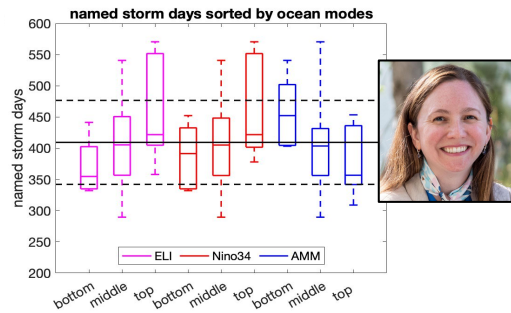 named storm days sorted by ocean modes
named storm days
600
550
500
450
400
350
300
250
200
ELI Nino34 AMM
bottom middle top bottom middle top bottom middle top